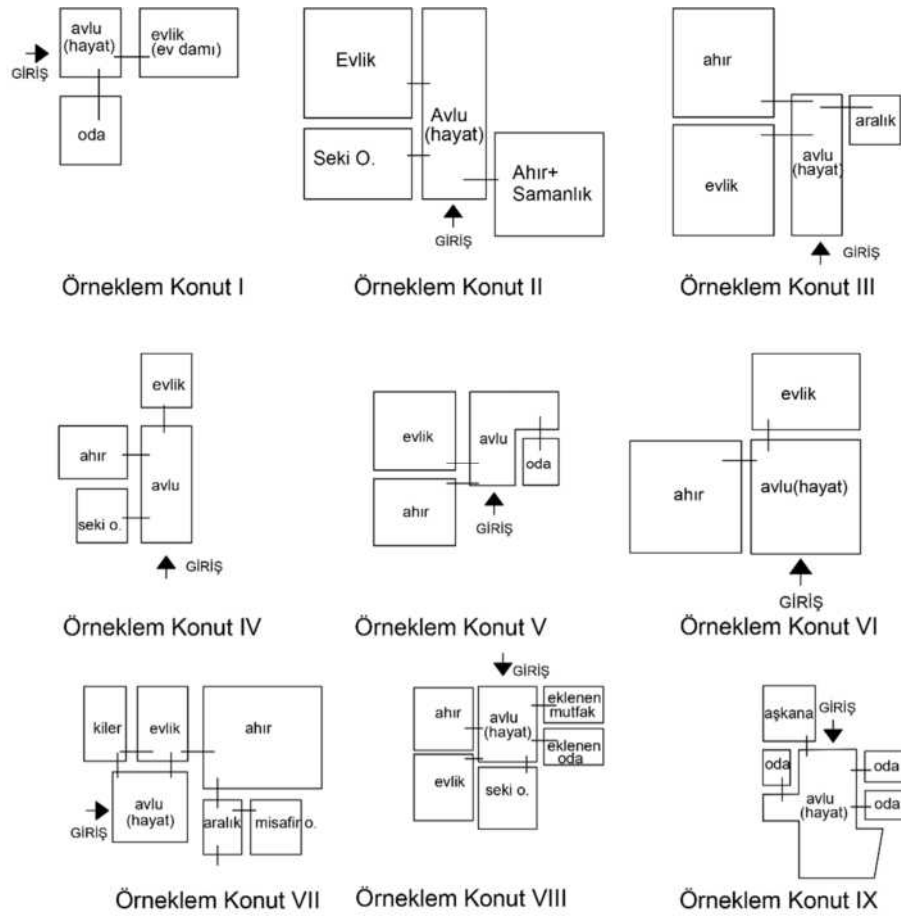 avlu
(hayat)
evlik
(ev damı)
GİRİŞ
oda
Örneklem Konut I
Evlik
Avlu
(hayat)
Seki O.
Ahır+
Samanlık
GİRİŞ
Örneklem Konut II
ahır
aralık
avlu
(hayat)
evlik
GİRİŞ
Örneklem Konut III
evlik
ahır
avlu
seki o.
GİRİŞ
Örneklem Konut IV
evlik
avlu
oda
ahır
GİRİŞ
Örneklem Konut V
evlik
ahır
avlu(hayat)
GİRİŞ
Örneklem Konut VI
kiler
evlik
ahır
avlu
(hayat)
GİRİŞ
aralık
misafir o.
Örneklem Konut VII
GİRİŞ
ahır
avlu
(hayat)
eklenen
mutfak
eklenen
oda
evlik
seki o.
Örneklem Konut VIII
aşkana
GİRİŞ
oda
oda
avlu
(hayat)
oda
Örneklem Konut IX